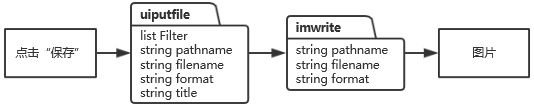 点击“保存”
uiputfile
list Filter
string pathname
string filename
string format
string title
imwrite
string pathname
string filename
string format
图片